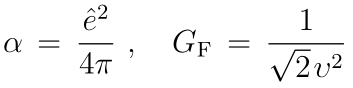 α = ê² / 4π , G_F = 1 / √2 υ²